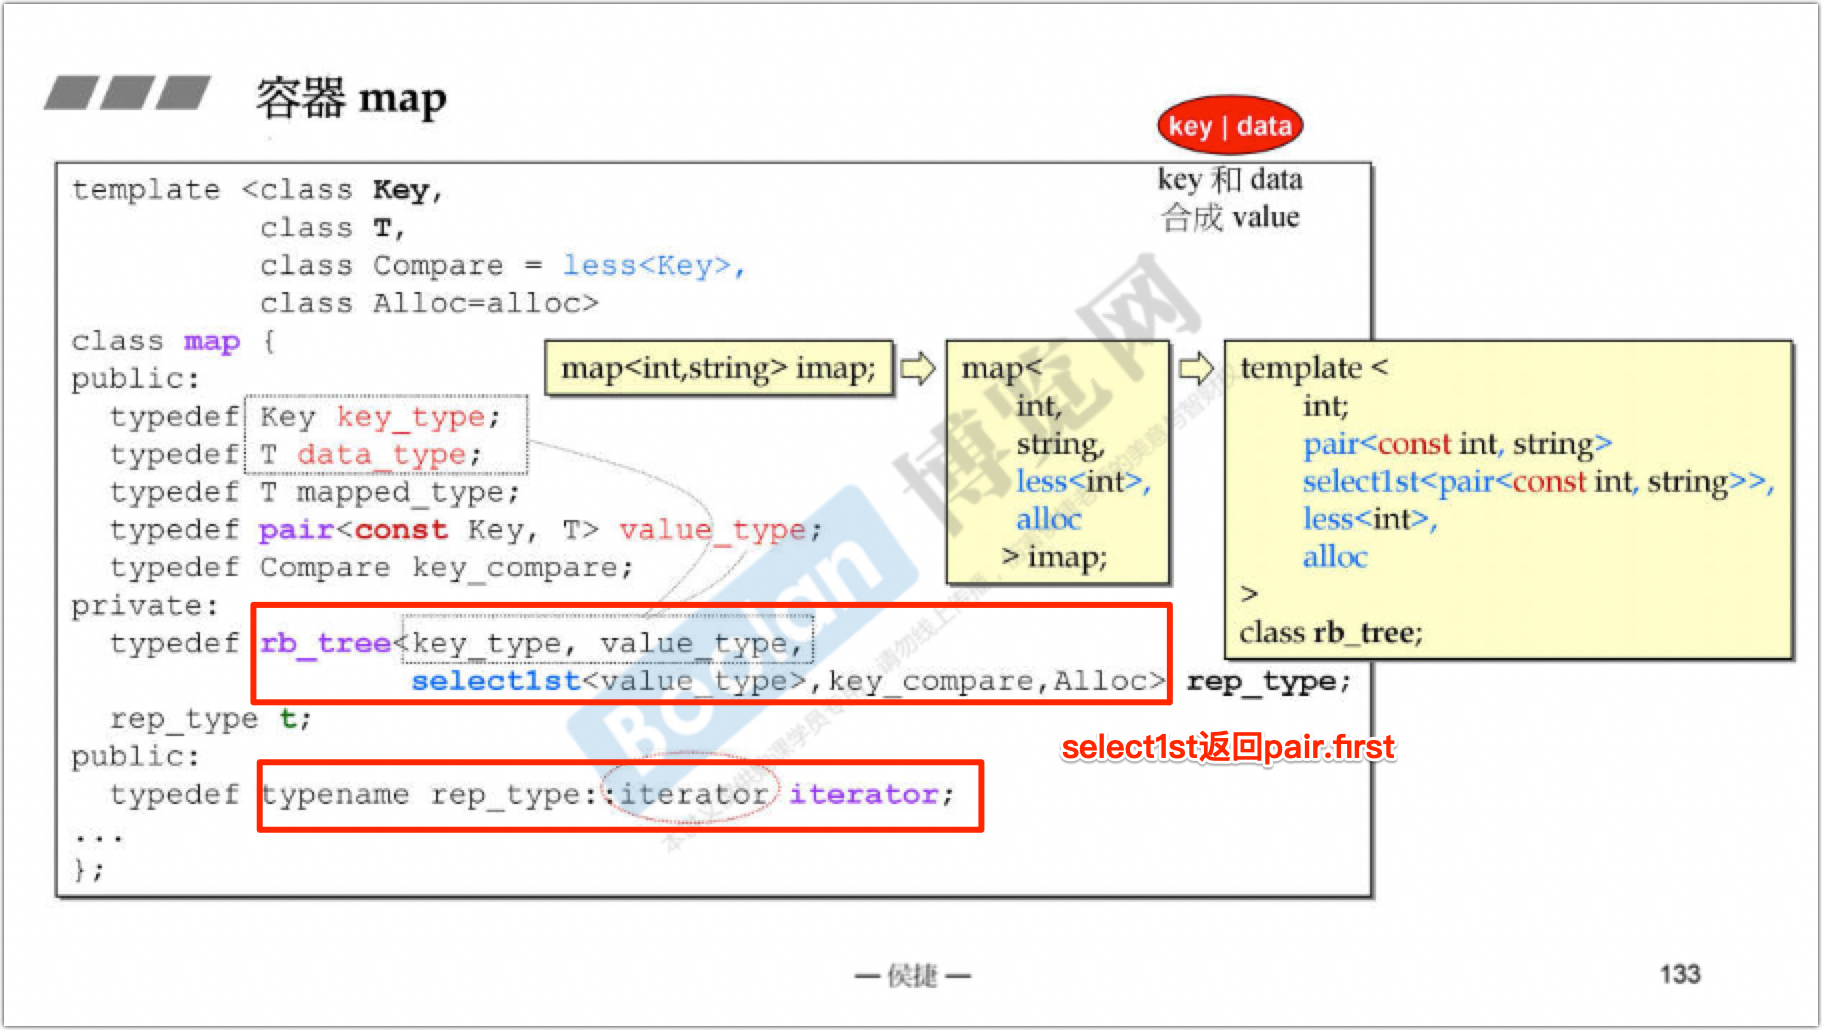 容器 map
key | data
key 和 data
合成 value
template <class Key,
class T,
class Compare = less<Key>,
class Alloc=alloc>
class map {
public:
typedef Key key_type;
typedef T data_type;
typedef T mapped_type;
typedef pair<const Key, T> value_type;
typedef Compare key_compare;
private:
typedef rb_tree<key_type, value_type,
select1st<value_type>,key_compare,Alloc> rep_type;
rep_type t;
public:
typedef typename rep_type::iterator iterator;
...
};
map<int,string> imap;
map<
int,
string,
less<int>,
alloc
> imap;
template <
int;
pair<const int, string>
select1st<pair<const int, string>>,
less<int>,
alloc
>
class rb_tree;
select1st返回pair.first
博览网
Boolan
— 侯捷 —
133